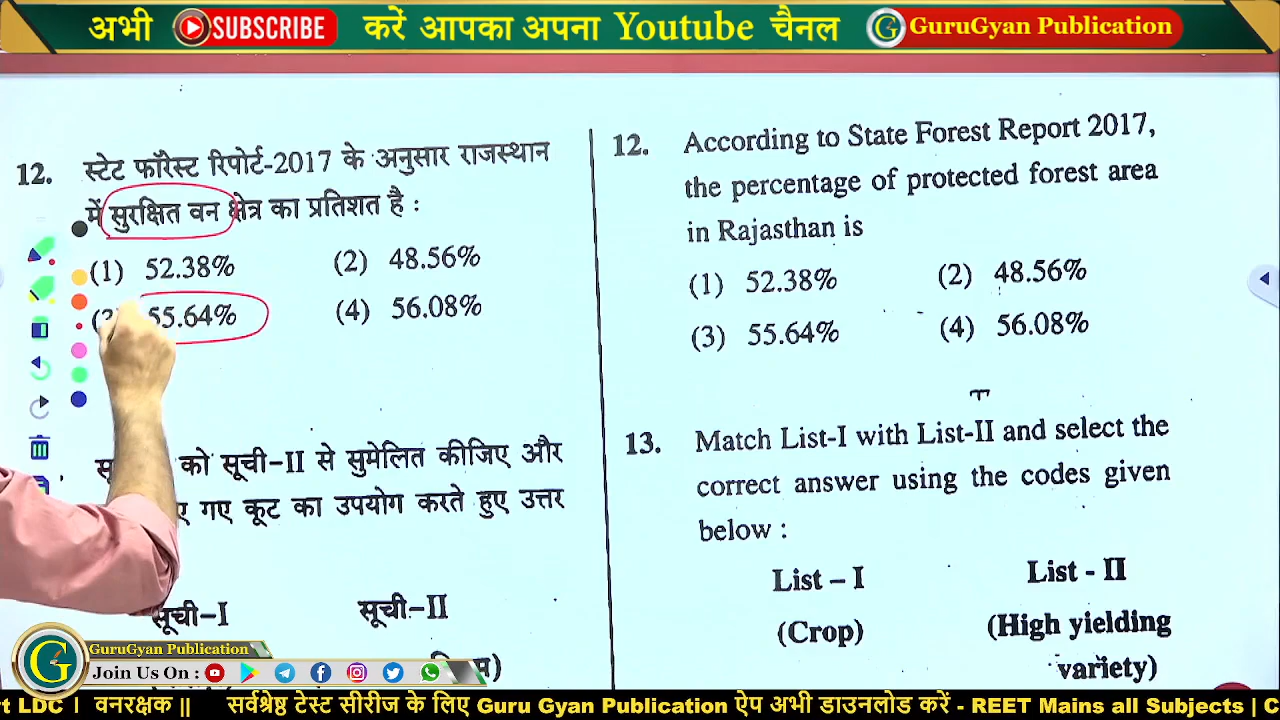 अभी SUBSCRIBE करें आपका अपना Youtube चैनल GuruGyan Publication
12. स्टेट फॉरेस्ट रिपोर्ट-2017 के अनुसार राजस्थान
में सुरक्षित वन क्षेत्र का प्रतिशत है :
(1) 52.38% (2) 48.56%
55.64% (4) 56.08%
को सूची-II से सुमेलित कीजिए और
गए कूट का उपयोग करते हुए उत्तर
सूची-I सूची-II
12. According to State Forest Report 2017,
the percentage of protected forest area
in Rajasthan is
(1) 52.38% (2) 48.56%
(3) 55.64% (4) 56.08%
13. Match List-I with List-II and select the
correct answer using the codes given
below :
List – I List - II
(Crop) (High yielding
variety)
GuruGyan Publication
Join Us On :
LDC । वनरक्षक || सर्वश्रेष्ठ टेस्ट सीरीज के लिए Guru Gyan Publication ऐप अभी डाउनलोड करें - REET Mains all Subjects |